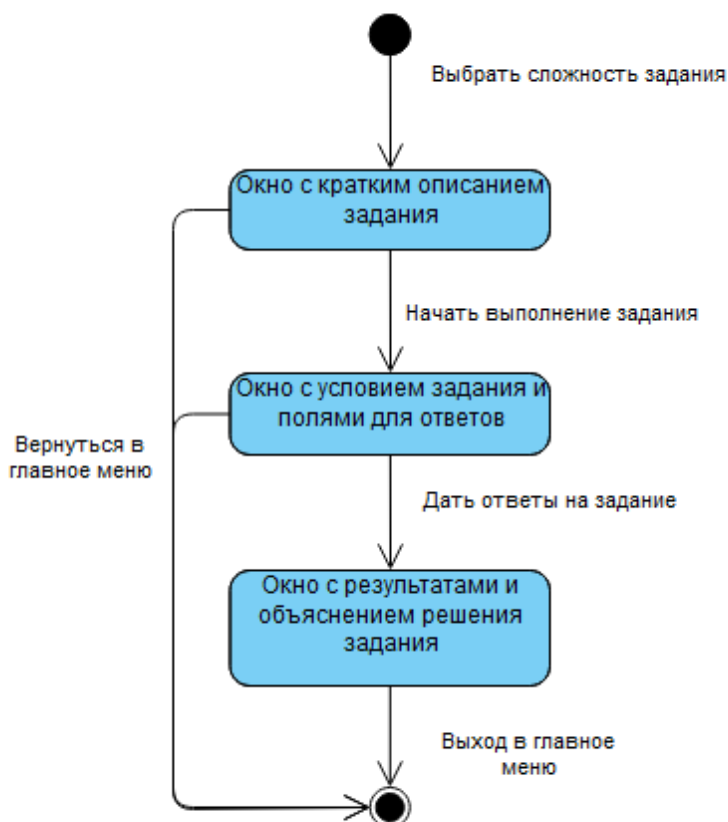 Выбрать сложность задания
Окно с кратким описанием
задания
Начать выполнение задания
Окно с условием задания и
полями для ответов
Вернуться в
главное меню
Дать ответы на задание
Окно с результатами и
объяснением решения
задания
Выход в главное
меню